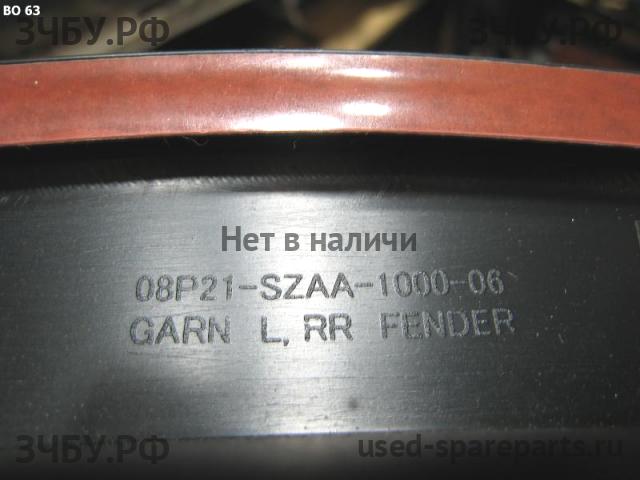 ВО 63
ЗЧБУ.РФ
ЗЧБУ.РФ
Нет в наличи
08P21-SZAA-1000-06
GARN L, RR FENDER
ЗЧБУ.РФ
used-spareparts.ru